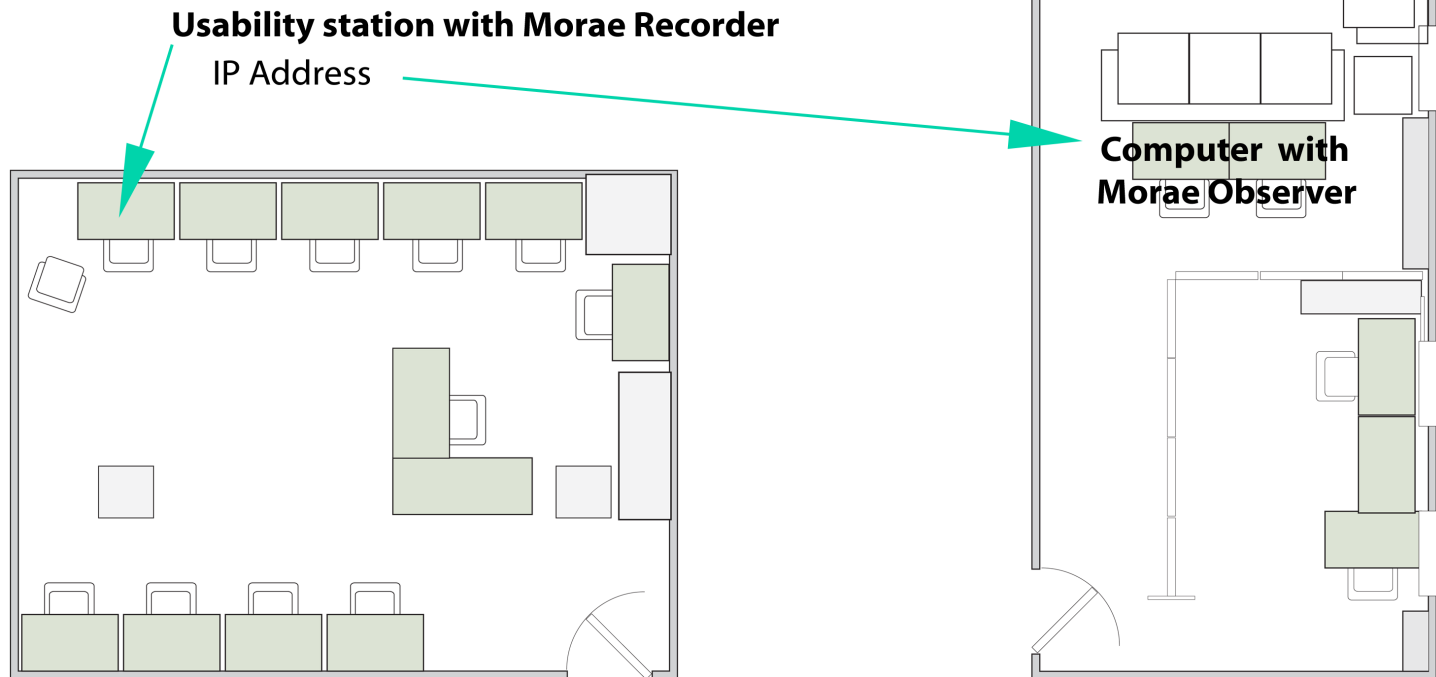 Usability station with Morae Recorder
IP Address
Computer with
Morae Observer